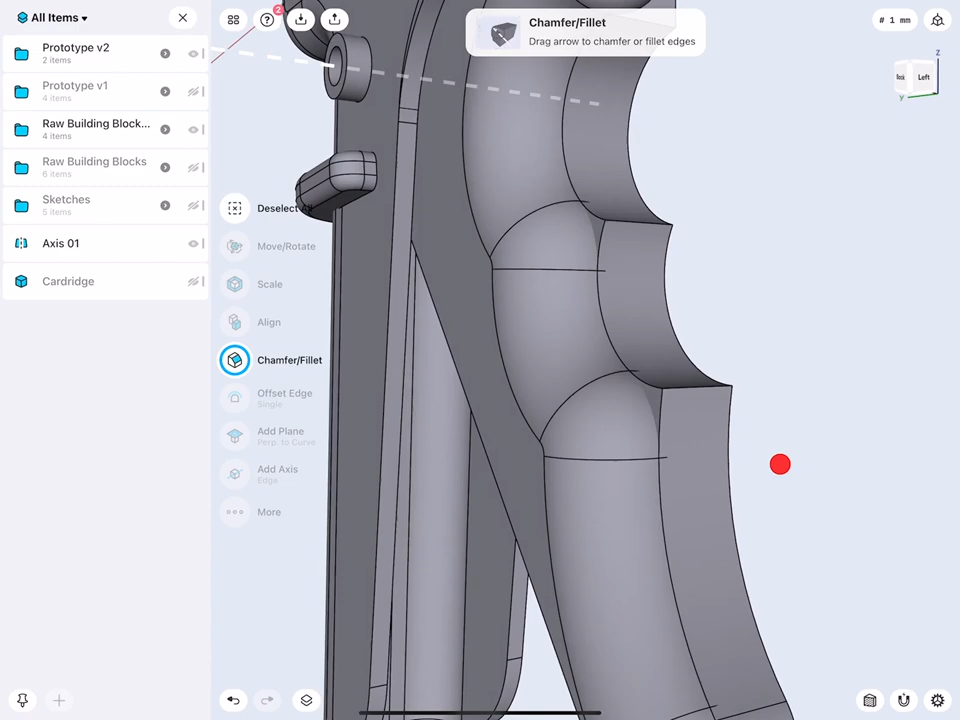 All Items
Prototype v2
2 items
Prototype v1
4 items
Raw Building Block...
4 items
Raw Building Blocks
6 items
Sketches
5 items
Axis 01
Cardridge
2
Chamfer/Fillet
Drag arrow to chamfer or fillet edges
# 1 mm
Z
Left
Y
Deselect All
Move/Rotate
Scale
Align
Chamfer/Fillet
Offset Edge
Single
Add Plane
Perp. to Curve
Add Axis
Edge
More